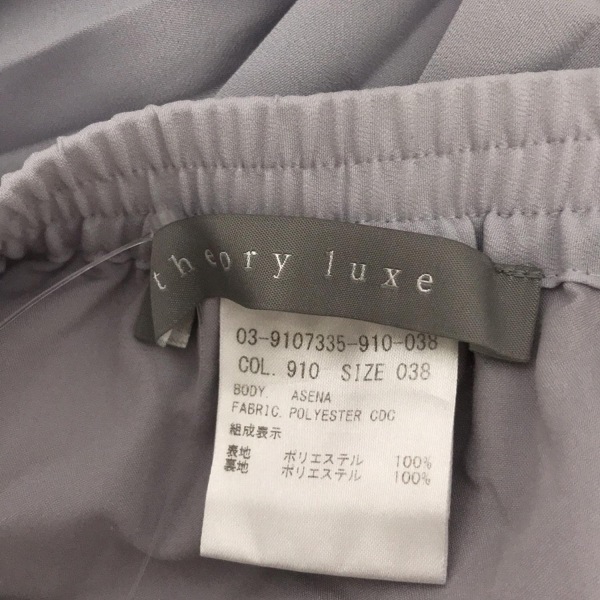 theory luxe
03-9107335-910-038
COL. 910 SIZE 038
BODY. ASENA
FABRIC. POLYESTER CDC
組成表示
表地 ポリエステル 100%
裏地 ポリエステル 100%